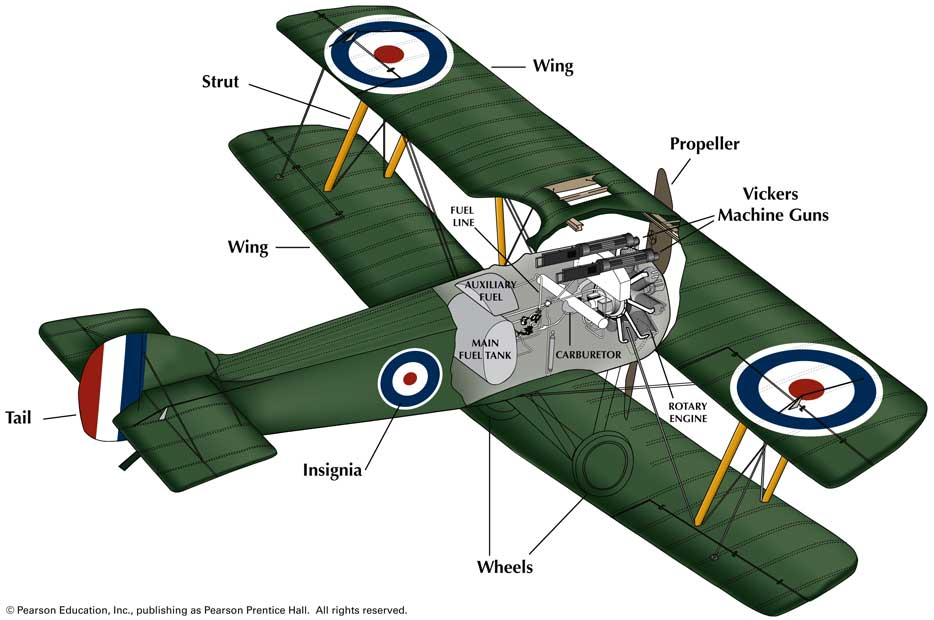 Wing
Strut
Propeller
Vickers
Machine Guns
FUEL
LINE
Wing
AUXILIARY
FUEL
MAIN
FUEL TANK
CARBURETOR
ROTARY
ENGINE
Tail
Insignia
Wheels
© Pearson Education, Inc., publishing as Pearson Prentice Hall. All rights reserved.